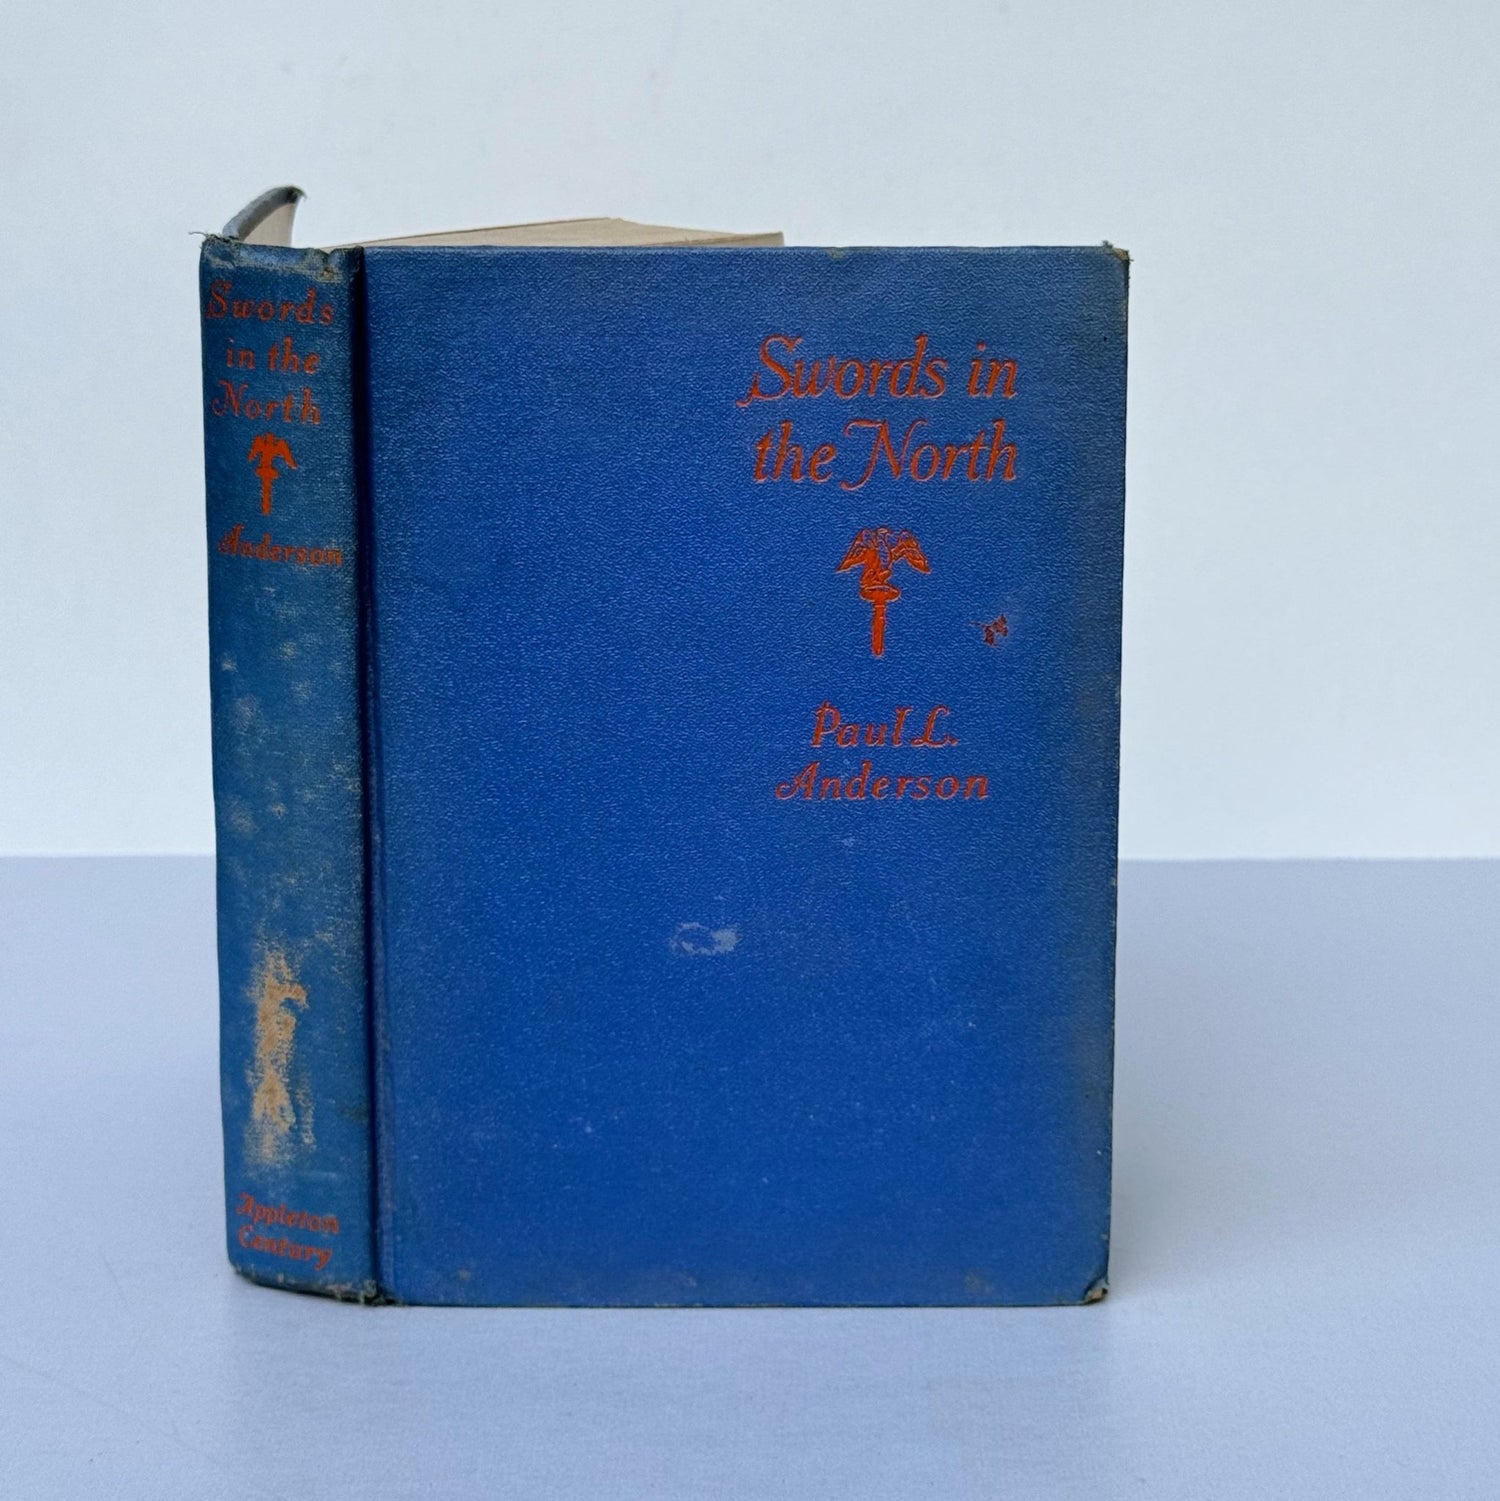 Swords
in the
North
Anderson
Appleton
Century
Swords in
the North
Paul L.
Anderson